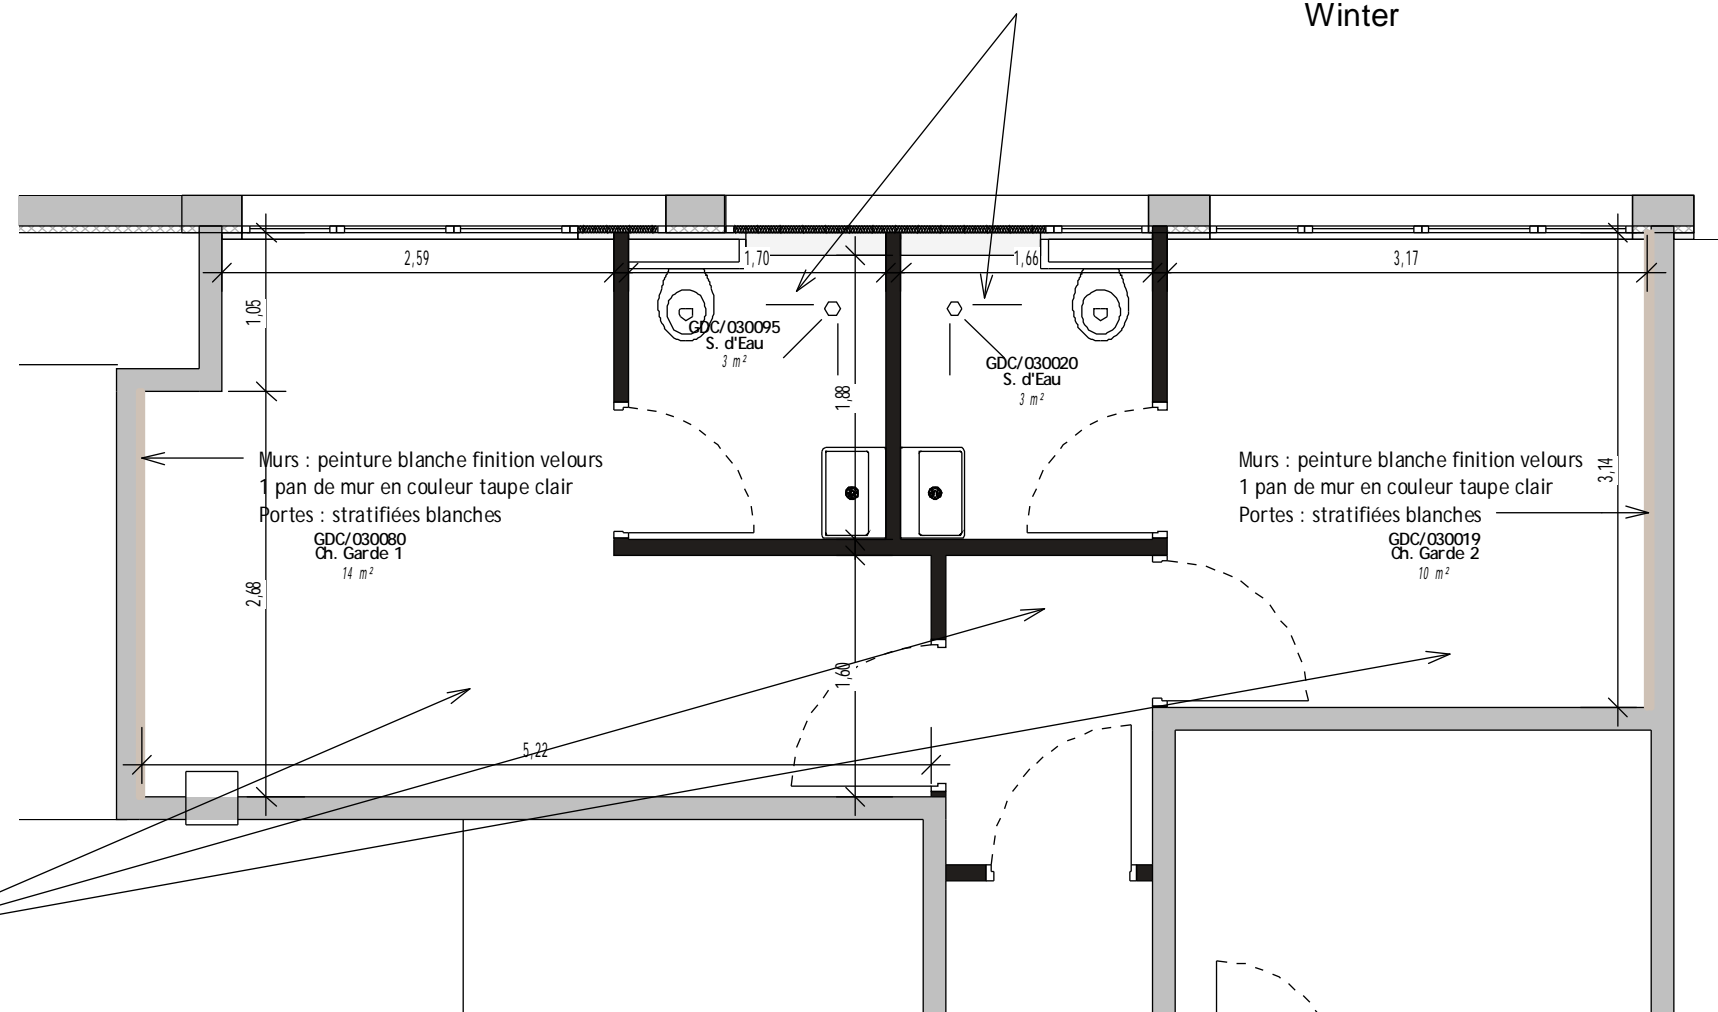 Winter
2,59
1,70
1,66
3,17
1,05
GDC/030095
S. d'Eau
3 m²
GDC/030020
S. d'Eau
3 m²
1,88
Murs : peinture blanche finition velours
1 pan de mur en couleur taupe clair
Portes : stratifiées blanches
GDC/030080
Ch. Garde 1
14 m²
Murs : peinture blanche finition velours
1 pan de mur en couleur taupe clair
Portes : stratifiées blanches
GDC/030019
Ch. Garde 2
10 m²
3,14
2,68
1,60
5,22